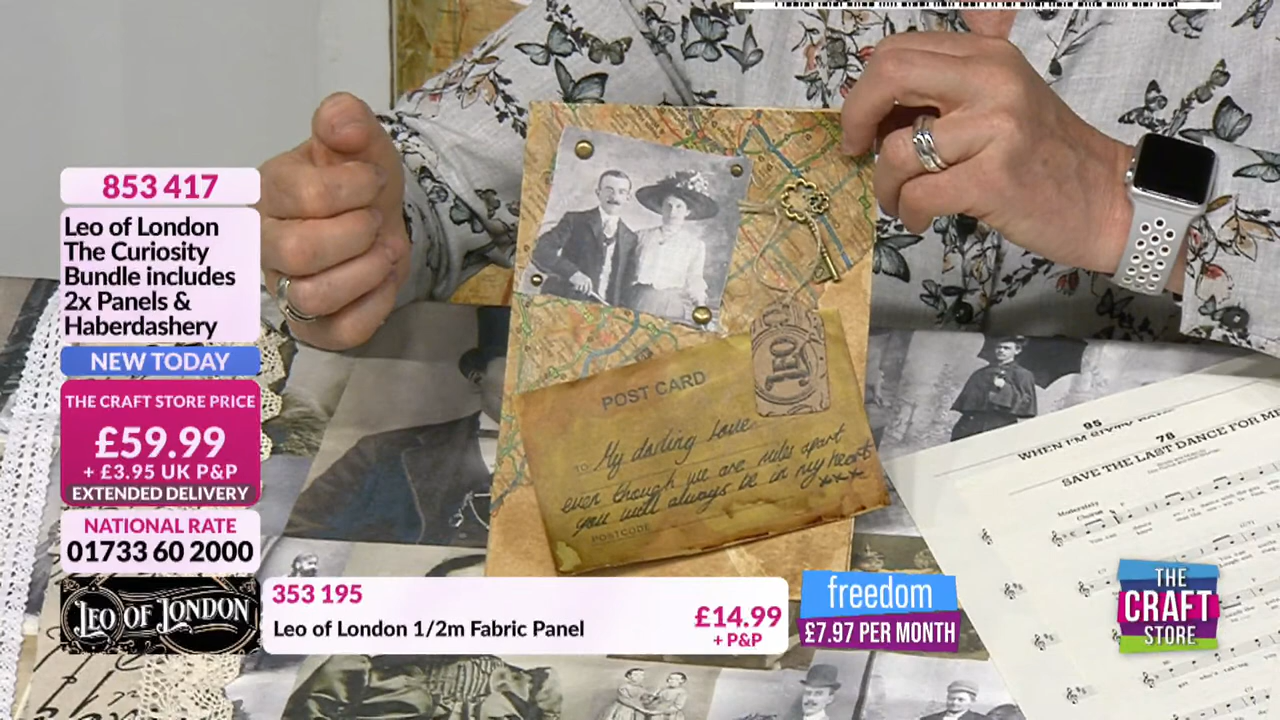 853 417
Leo of London
The Curiosity
Bundle includes
2x Panels &
Haberdashery
NEW TODAY
THE CRAFT STORE PRICE
£59.99
+ £3.95 UK P&P
EXTENDED DELIVERY
NATIONAL RATE
01733 60 2000
LEO OF LONDON
353 195
Leo of London 1/2m Fabric Panel
£14.99
+ P&P
freedom
£7.97 PER MONTH
THE
CRAFT
STORE
LEO
POST CARD
TO
My darling love
even though we are miles apart
you will always be in my heart
xxx
POSTCODE
95
WHEN I'M
78
SAVE THE LAST DANCE FOR M
Moderately